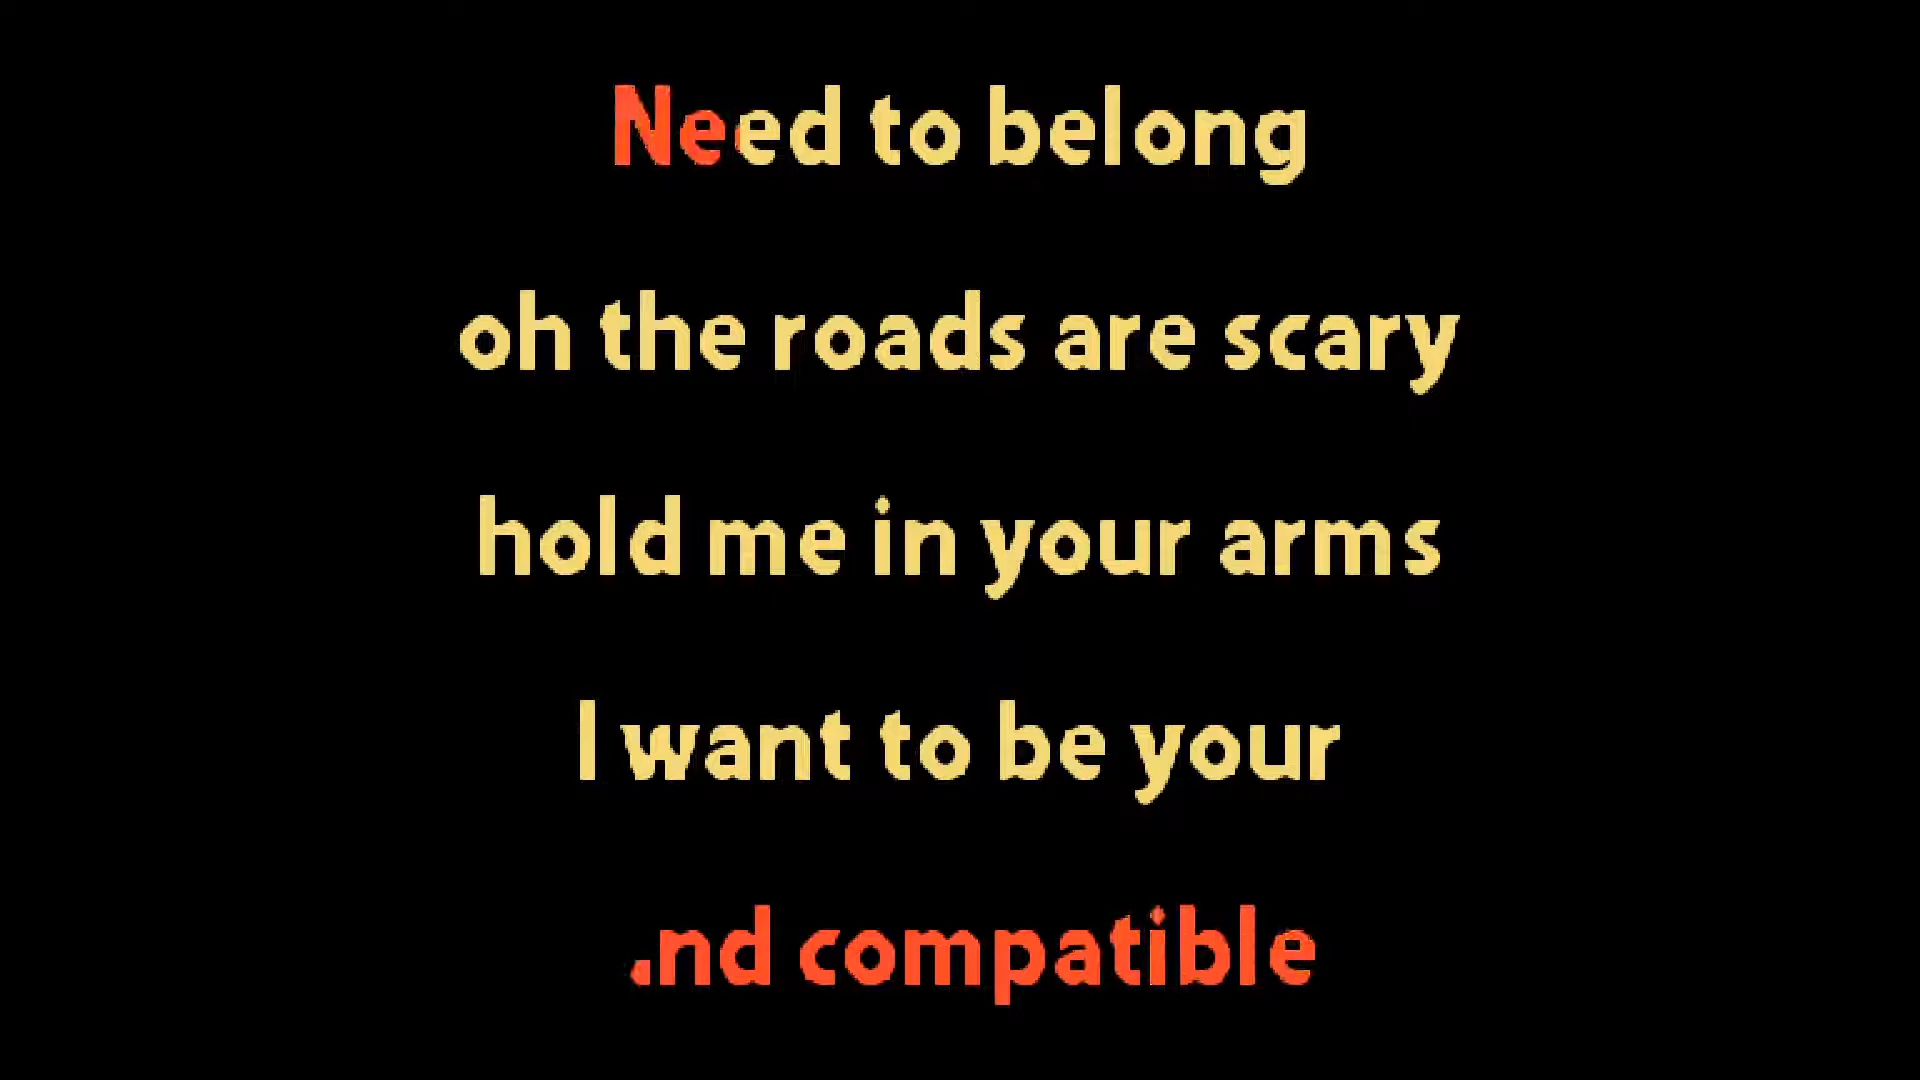 Need to belong
oh the roads are scary
hold me in your arms
I want to be your
nd compatible